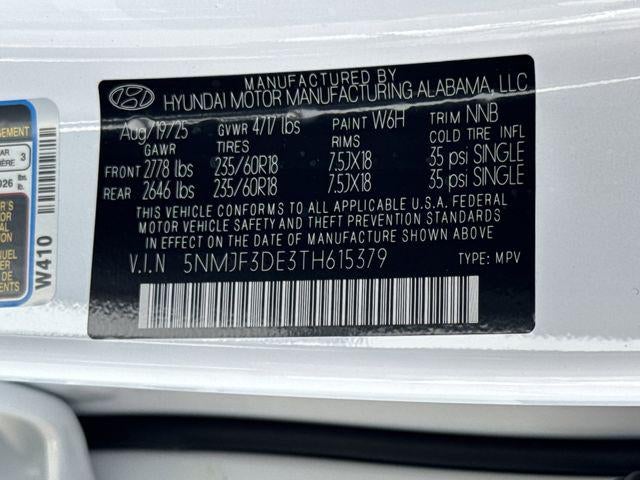 MANUFACTURED BY
HYUNDAI MOTOR MANUFACTURING ALABAMA, LLC
Aug/19/25 GVWR 4717 lbs PAINT W6H TRIM NNB
GAWR TIRES RIMS COLD TIRE INFL
FRONT 2778 lbs 235/60R18 7.5JX18 35 psi SINGLE
REAR 2646 lbs 235/60R18 7.5JX18 35 psi SINGLE
THIS VEHICLE CONFORMS TO ALL APPLICABLE U.S.A. FEDERAL
MOTOR VEHICLE SAFETY BUMPER, AND THEFT PREVENTION STANDARDS
IN EFFECT ON THE DATE OF MANUFACTURE SHOWN ABOVE.
V.I.N 5NMJF3DE3TH615379 TYPE: MPV
3
W410